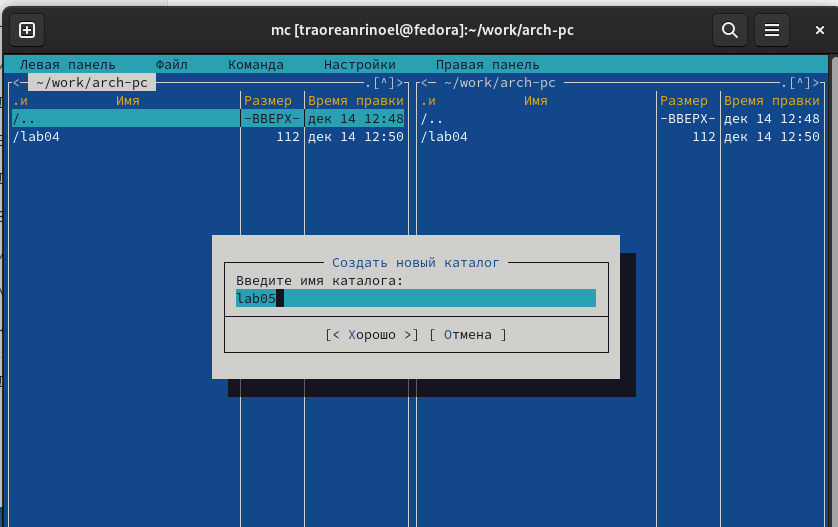 mc [traoreanrinoel@fedora]:~/work/arch-pc
Левая панель Файл Команда Настройки Правая панель
<─ ~/work/arch-pc .[^]> <─ ~/work/arch-pc .[^]>
.и Имя Размер Время правки .и Имя Размер Время правки
/.. -ВВЕРХ- дек 14 12:48 /.. -ВВЕРХ- дек 14 12:48
/lab04 112 дек 14 12:50 /lab04 112 дек 14 12:50
Создать новый каталог
Введите имя каталога:
lab05
[< Хорошо >] [ Отмена ]